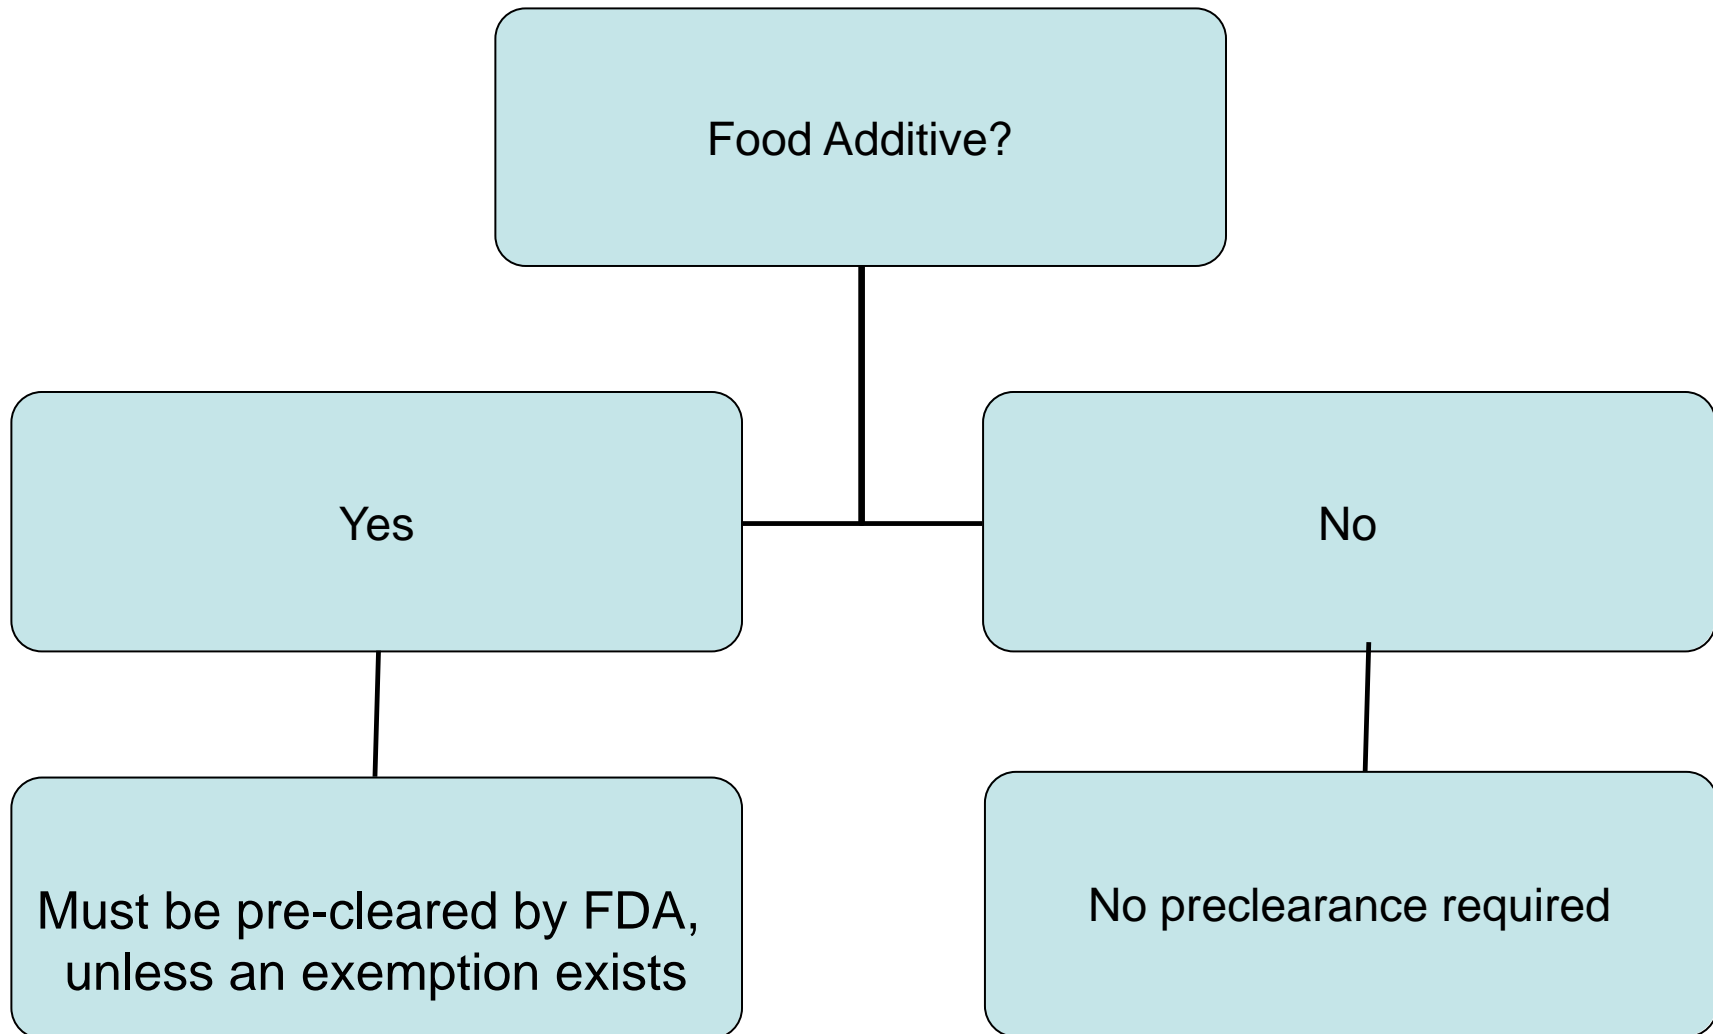 Food Additive?
Yes
No
Must be pre-cleared by FDA,
unless an exemption exists
No preclearance required